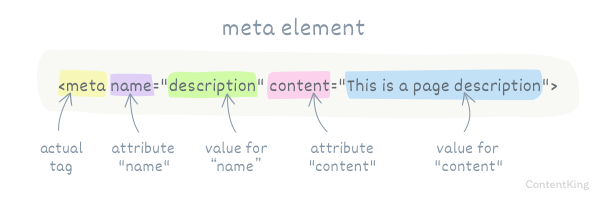 meta element
<meta name="description" content="This is a page description">
actual
tag
attribute
"name"
value for
“name”
attribute
"content"
value for
"content"
ContentKing